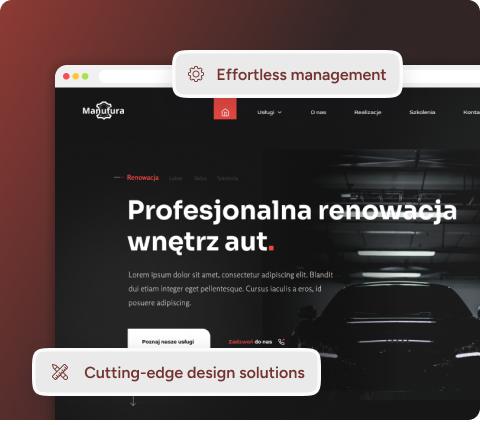 Effortless management
Manufura
Usługi
O nas
Realizacje
Szkolenia
Konta
Renowacja
Lakier
Szkolenia
Profesjonalna renowacja
wnętrz aut.
Lorem ipsum dolor sit amet, consectetur adipiscing elit. Blandit
dui etiam integer eget pellentesque. Cursus iaculis a eros, id
posuere adipiscing.
Poznaj nasze usługi
Zadzwoń do nas
Cutting-edge design solutions